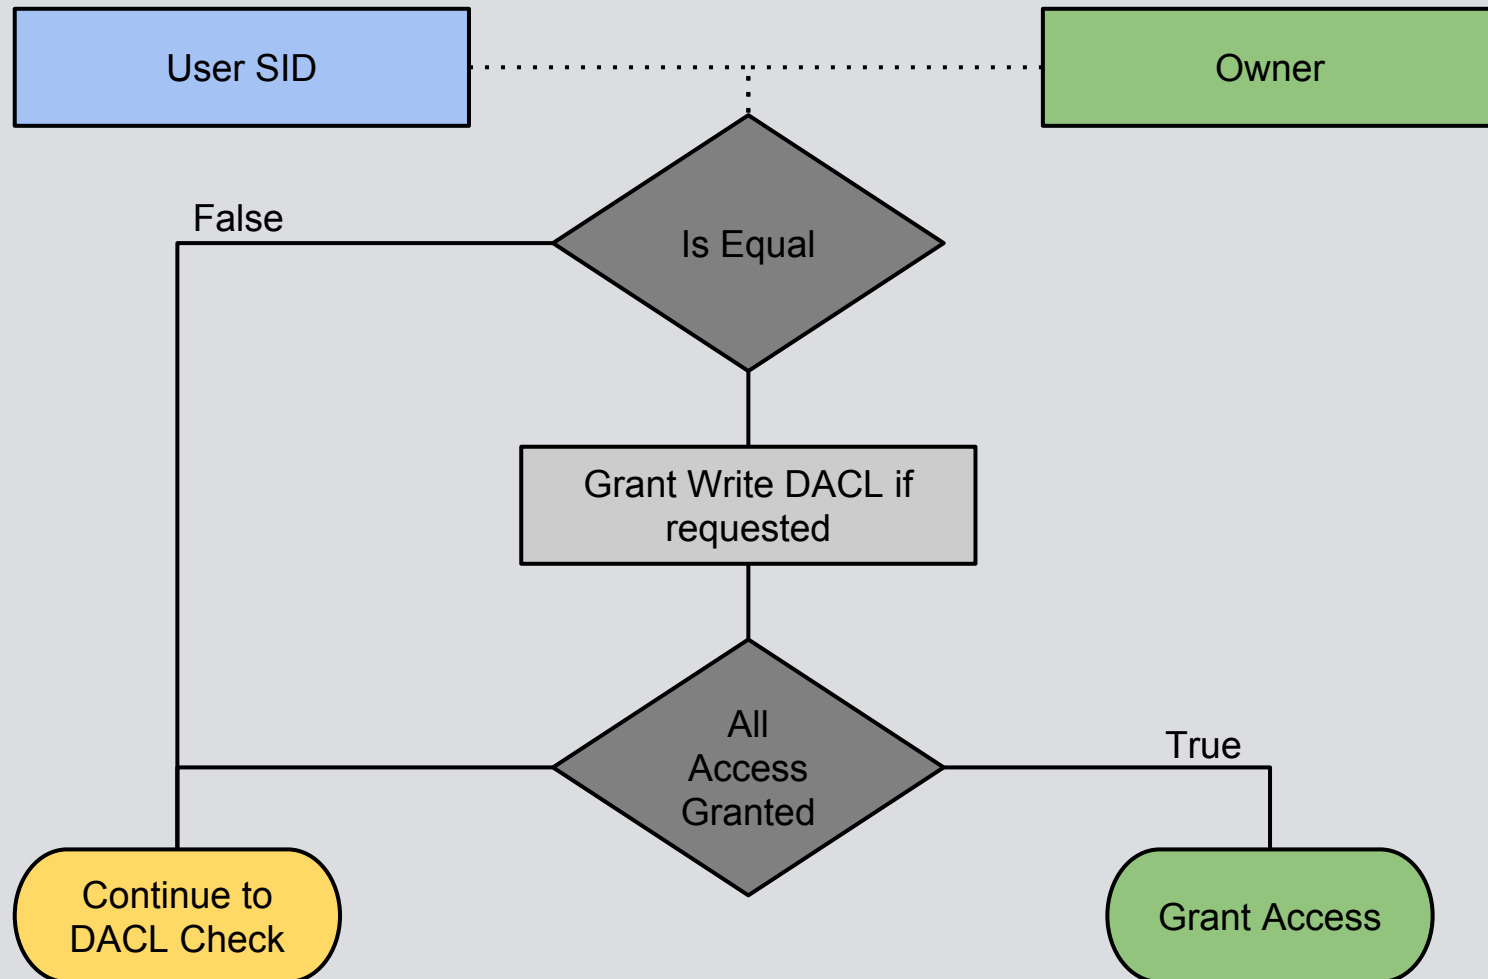 User SID
Owner
False
Is Equal
Grant Write DACL if
requested
All
Access
Granted
True
Continue to
DACL Check
Grant Access